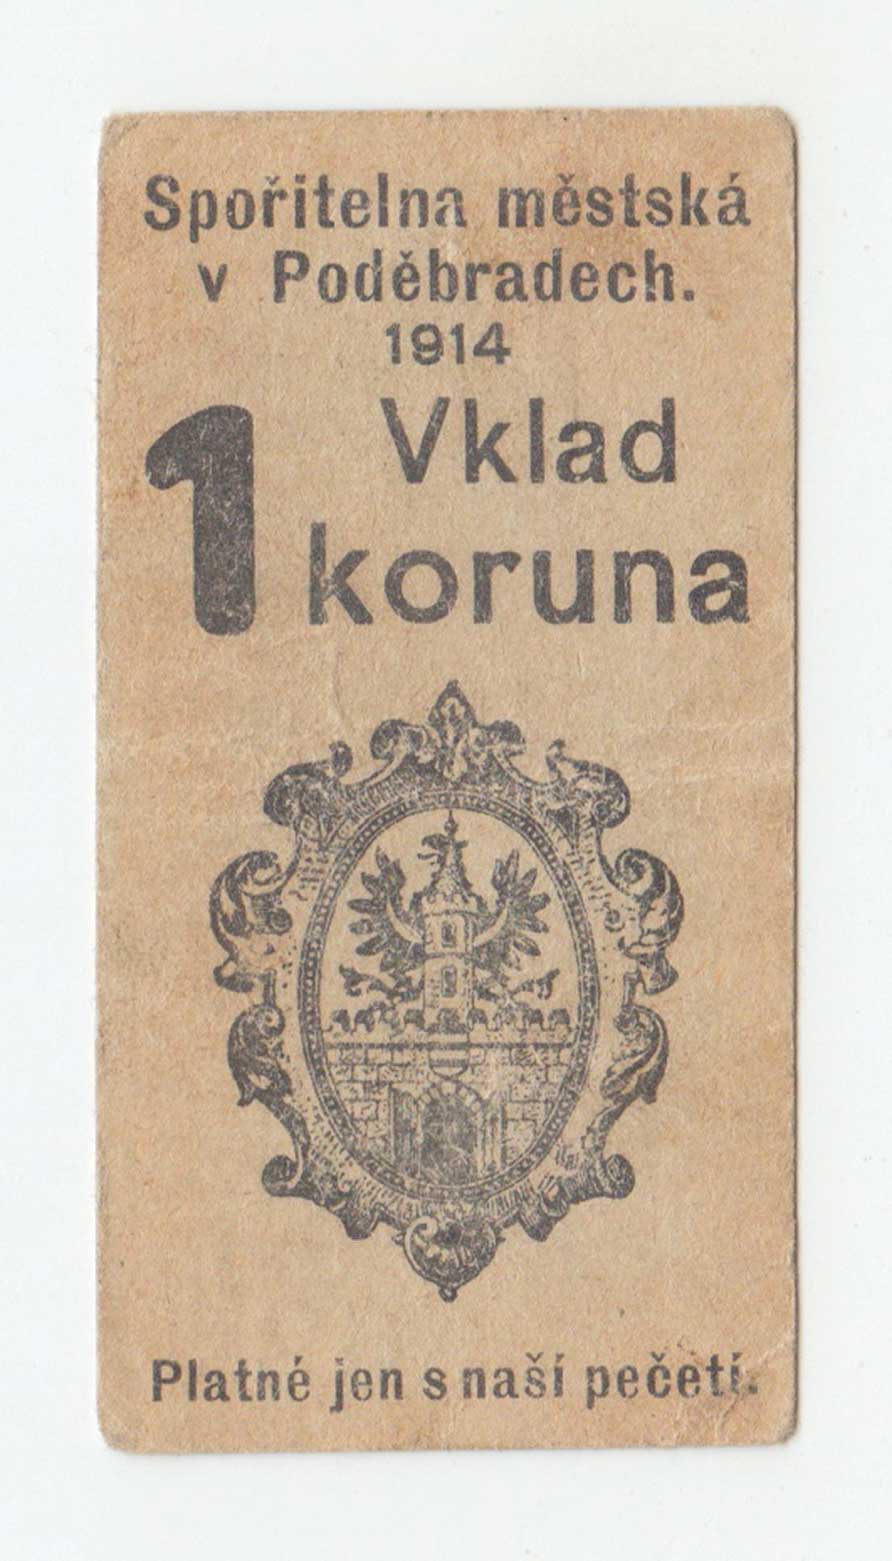 Spořitelna městská
v Poděbradech.
1914
Vklad
1 koruna
Platné jen s naší pečetí.